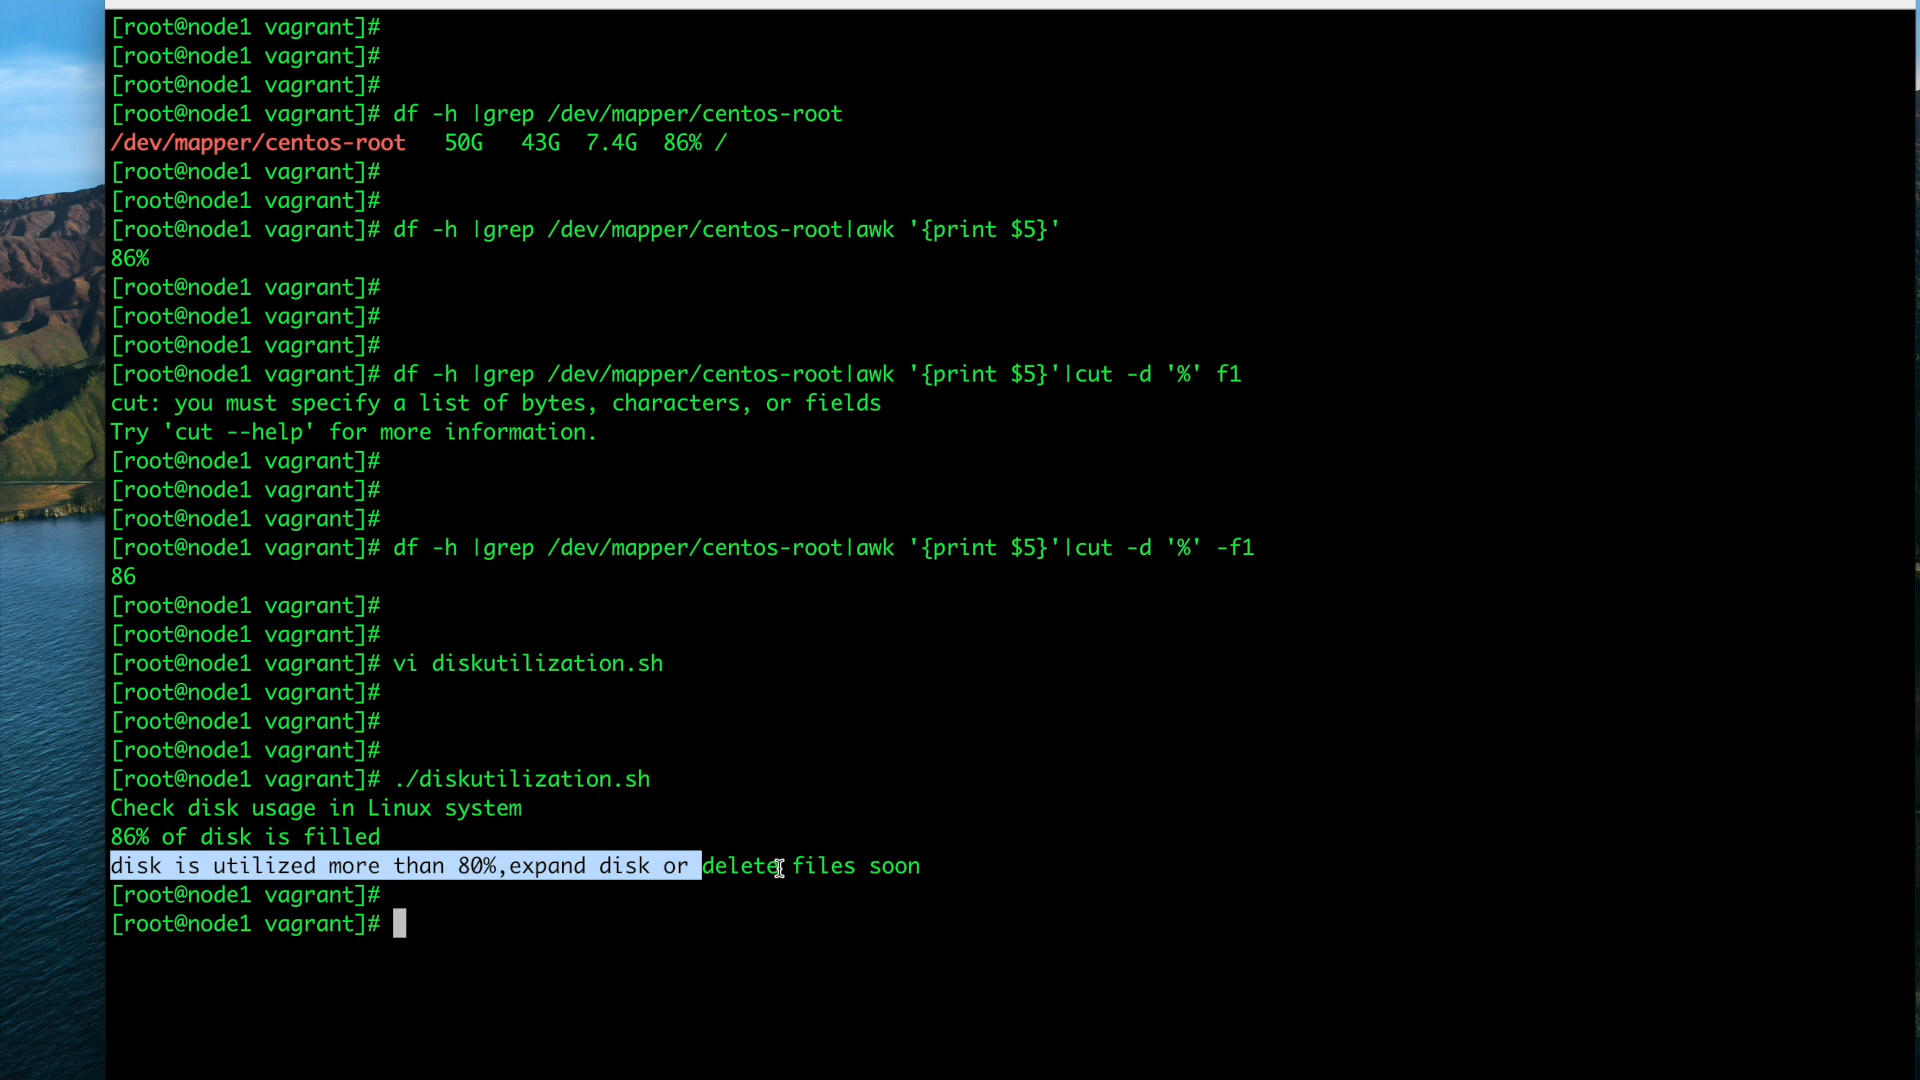 [root@node1 vagrant]#
[root@node1 vagrant]#
[root@node1 vagrant]#
[root@node1 vagrant]# df -h |grep /dev/mapper/centos-root
/dev/mapper/centos-root   50G   43G  7.4G  86% /
[root@node1 vagrant]#
[root@node1 vagrant]#
[root@node1 vagrant]# df -h |grep /dev/mapper/centos-root|awk '{print $5}'
86%
[root@node1 vagrant]#
[root@node1 vagrant]#
[root@node1 vagrant]#
[root@node1 vagrant]# df -h |grep /dev/mapper/centos-root|awk '{print $5}'|cut -d '%' f1
cut: you must specify a list of bytes, characters, or fields
Try 'cut --help' for more information.
[root@node1 vagrant]#
[root@node1 vagrant]#
[root@node1 vagrant]#
[root@node1 vagrant]# df -h |grep /dev/mapper/centos-root|awk '{print $5}'|cut -d '%' -f1
86
[root@node1 vagrant]#
[root@node1 vagrant]#
[root@node1 vagrant]# vi diskutilization.sh
[root@node1 vagrant]#
[root@node1 vagrant]#
[root@node1 vagrant]#
[root@node1 vagrant]# ./diskutilization.sh
Check disk usage in Linux system
86% of disk is filled
disk is utilized more than 80%,expand disk or delete files soon
[root@node1 vagrant]#
[root@node1 vagrant]#